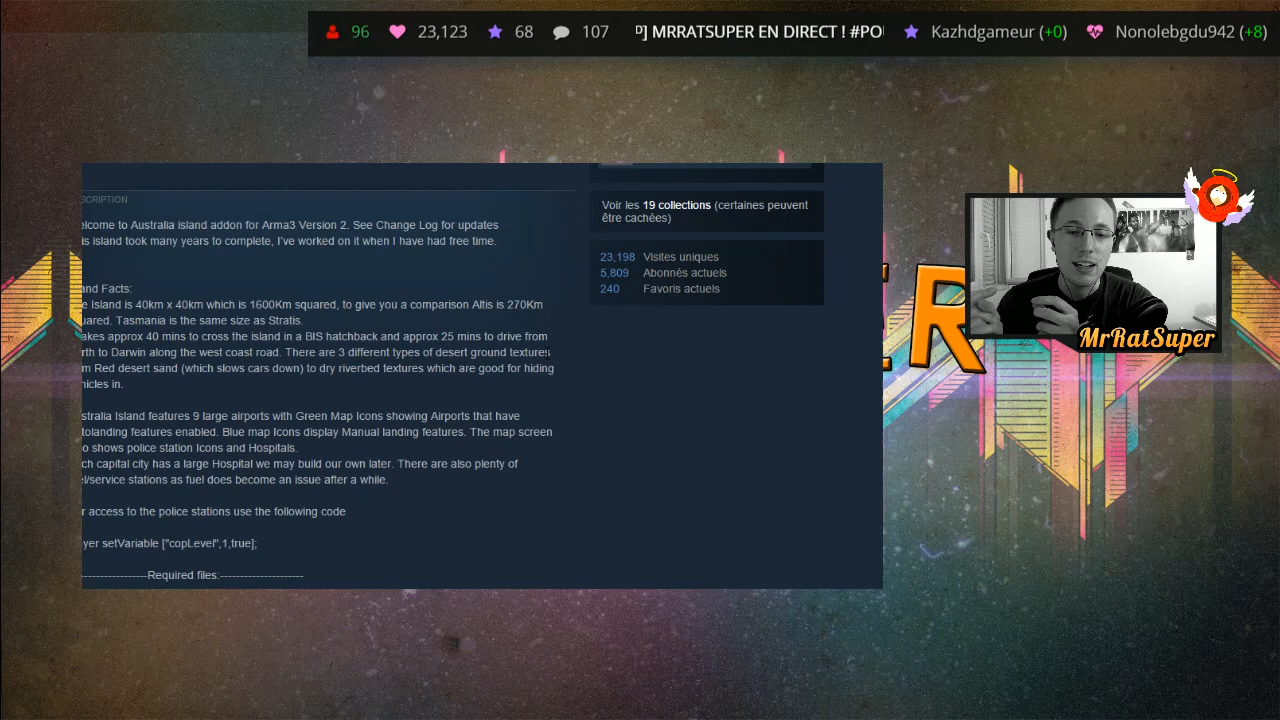 96 23,123 68 107 ] MRRATSUPER EN DIRECT ! #PO Kazhdgameur (+0) Nonolebgdu942 (+8)
SCRIPTION
elcome to Australia island addon for Arma3 Version 2. See Change Log for updates
is island took many years to complete, I've worked on it when I have had free time.
and Facts:
e Island is 40km x 40km which is 1600Km squared, to give you a comparison Altis is 270Km
uared. Tasmania is the same size as Stratis.
akes approx 40 mins to cross the island in a BIS hatchback and approx 25 mins to drive from
rth to Darwin along the west coast road. There are 3 different types of desert ground textures
m Red desert sand (which slows cars down) to dry riverbed textures which are good for hiding
hicles in.
stralia Island features 9 large airports with Green Map Icons showing Airports that have
tolanding features enabled. Blue map Icons display Manual landing features. The map screen
o shows police station Icons and Hospitals.
ch capital city has a large Hospital we may build our own later. There are also plenty of
el/service stations as fuel does become an issue after a while.
r access to the police stations use the following code
yer setVariable ["copLevel",1,true];
------------------Required files:----------------------
Voir les 19 collections (certaines peuvent
être cachées)
23,198 Visites uniques
5,809 Abonnés actuels
240 Favoris actuels
ER
MrRatSuper